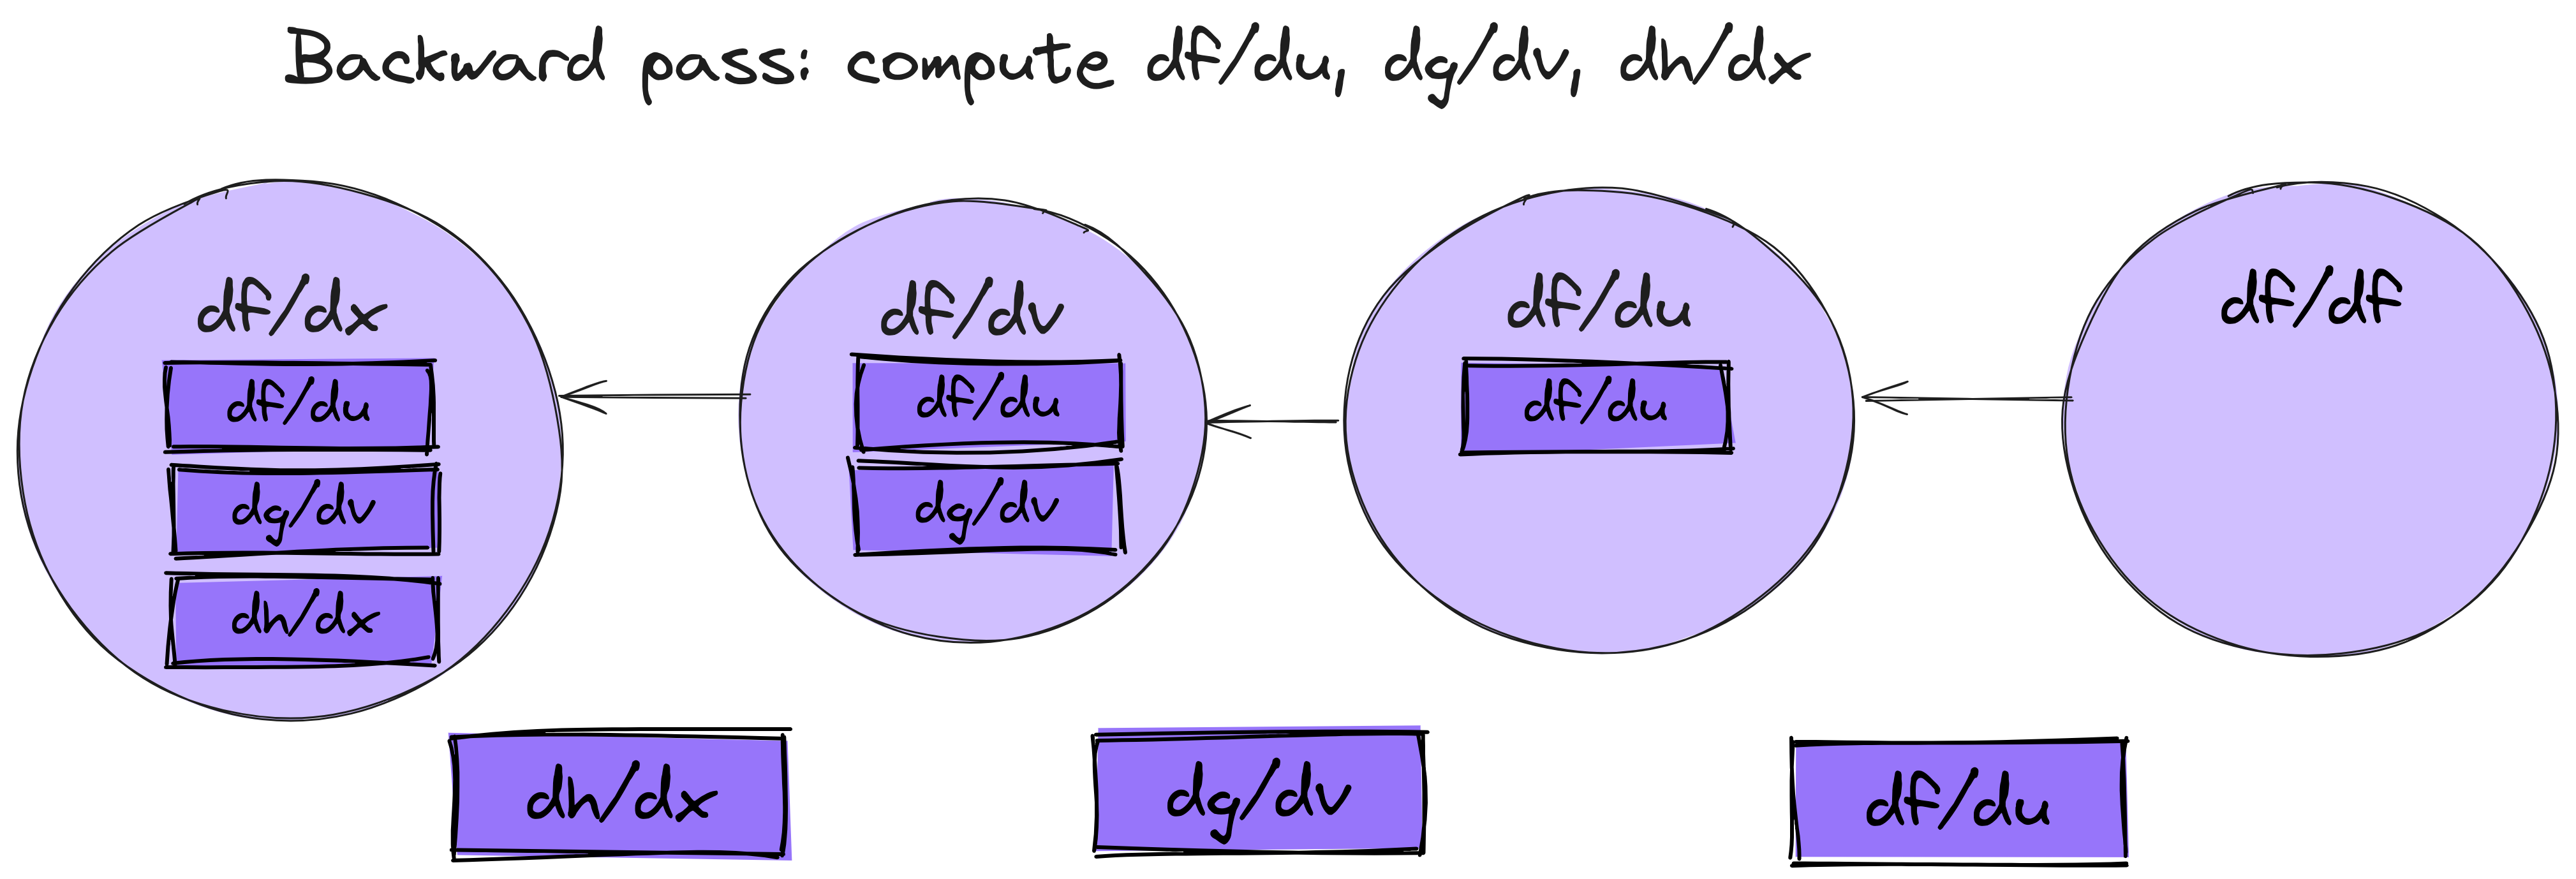 Backward pass: compute df/du, dg/dv, dh/dx
df/dx
df/du
dg/dv
dh/dx
df/dv
df/du
dg/dv
df/du
df/du
df/df
dh/dx
dg/dv
df/du